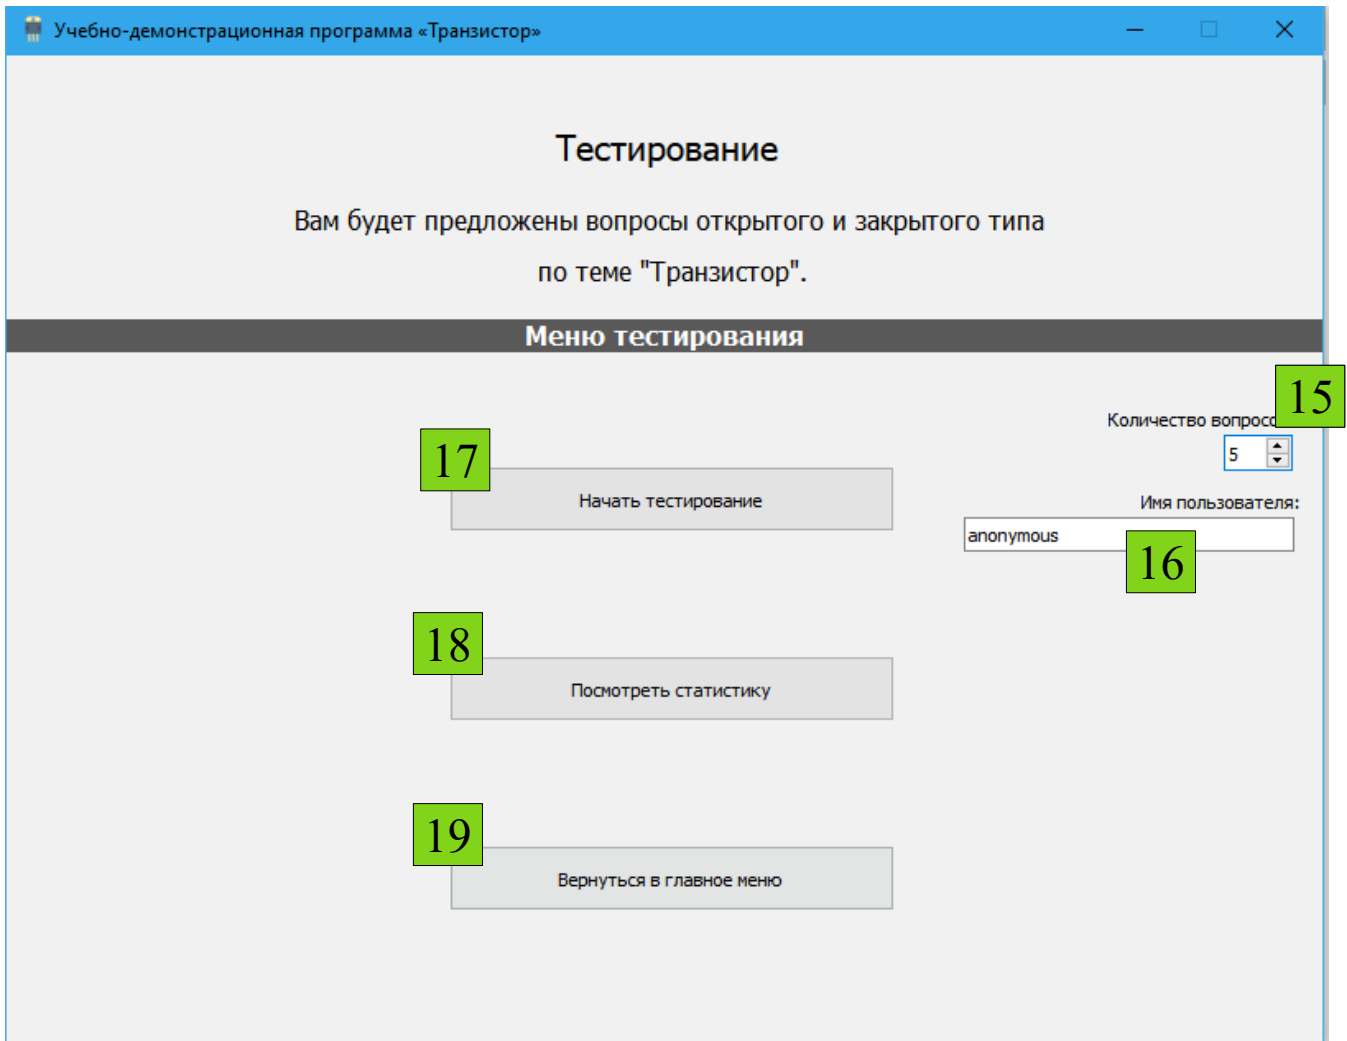 Учебно-демонстрационная программа «Транзистор»
Тестирование
Вам будет предложены вопросы открытого и закрытого типа
по теме "Транзистор".
Меню тестирования
15
Количество
17
5
Начать тестирование
Имя пользователя:
anonymous
16
18
Посмотреть статистику
19
Вернуться в главное меню